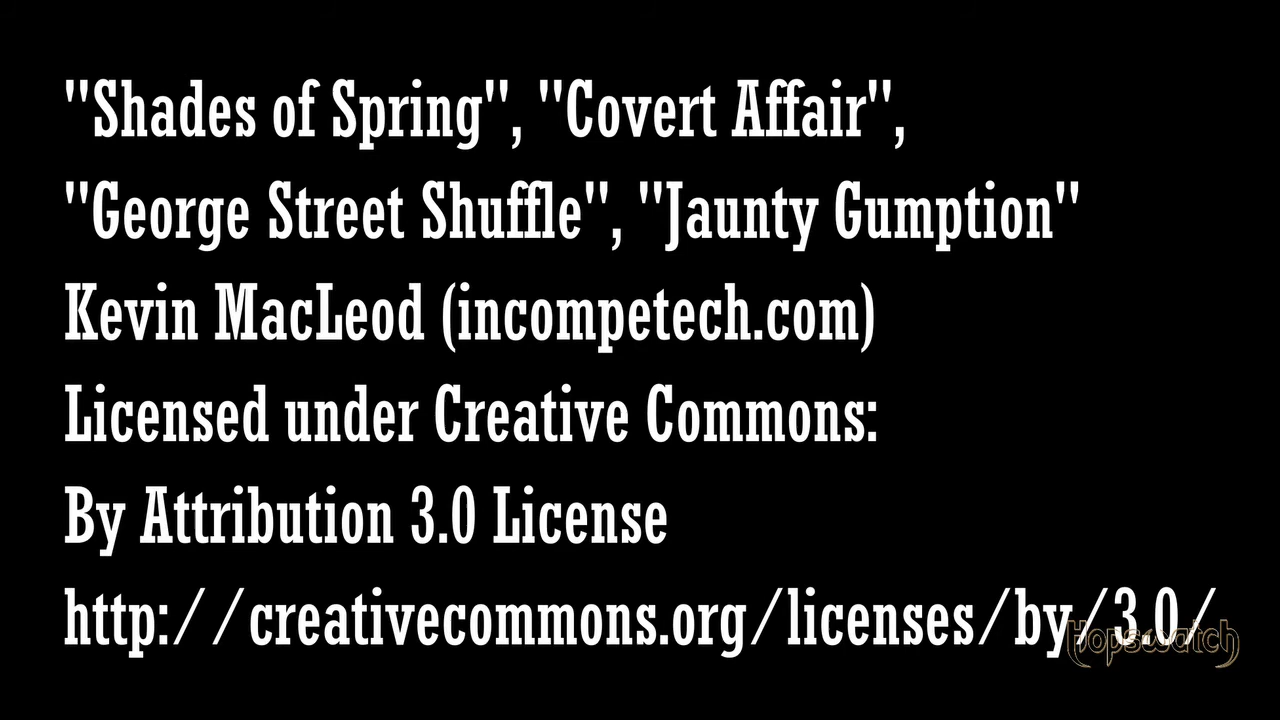 "Shades of Spring", "Covert Affair",
"George Street Shuffle", "Jaunty Gumption"
Kevin MacLeod (incompetech.com)
Licensed under Creative Commons:
By Attribution 3.0 License
http://creativecommons.org/licenses/by/3.0/
Hopswatch